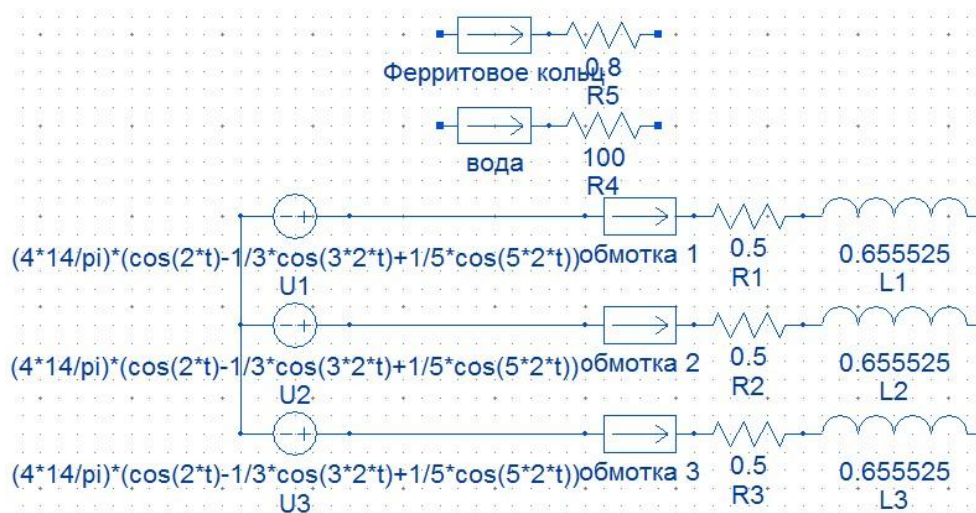 Ферритовое кольц
0.8
R5
вода
100
R4
(4*14/pi)*(cos(2*t)-1/3*cos(3*2*t)+1/5*cos(5*2*t))
U1
обмотка 1
0.5
R1
0.655525
L1
(4*14/pi)*(cos(2*t)-1/3*cos(3*2*t)+1/5*cos(5*2*t))
U2
обмотка 2
0.5
R2
0.655525
L2
(4*14/pi)*(cos(2*t)-1/3*cos(3*2*t)+1/5*cos(5*2*t))
U3
обмотка 3
0.5
R3
0.655525
L3